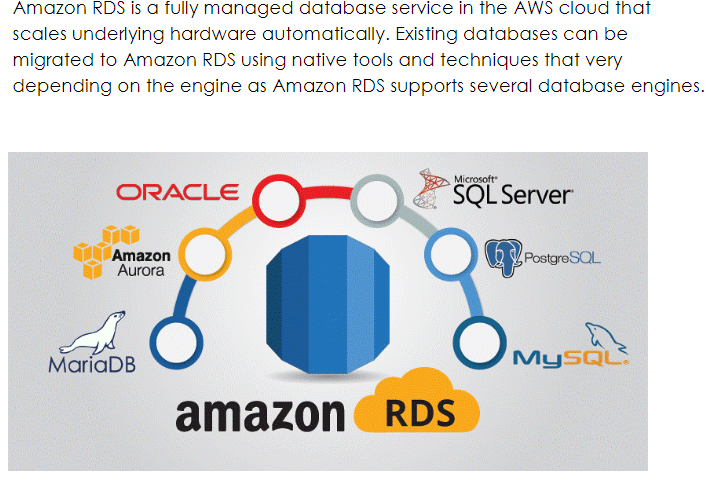 Amazon RDS is a fully managed database service in the AWS cloud that
scales underlying hardware automatically. Existing databases can be
migrated to Amazon RDS using native tools and techniques that very
depending on the engine as Amazon RDS supports several database engines.
ORACLE
Microsoft
SQL Server
Amazon
Aurora
PostgreSQL
MariaDB
MySQL
amazon RDS